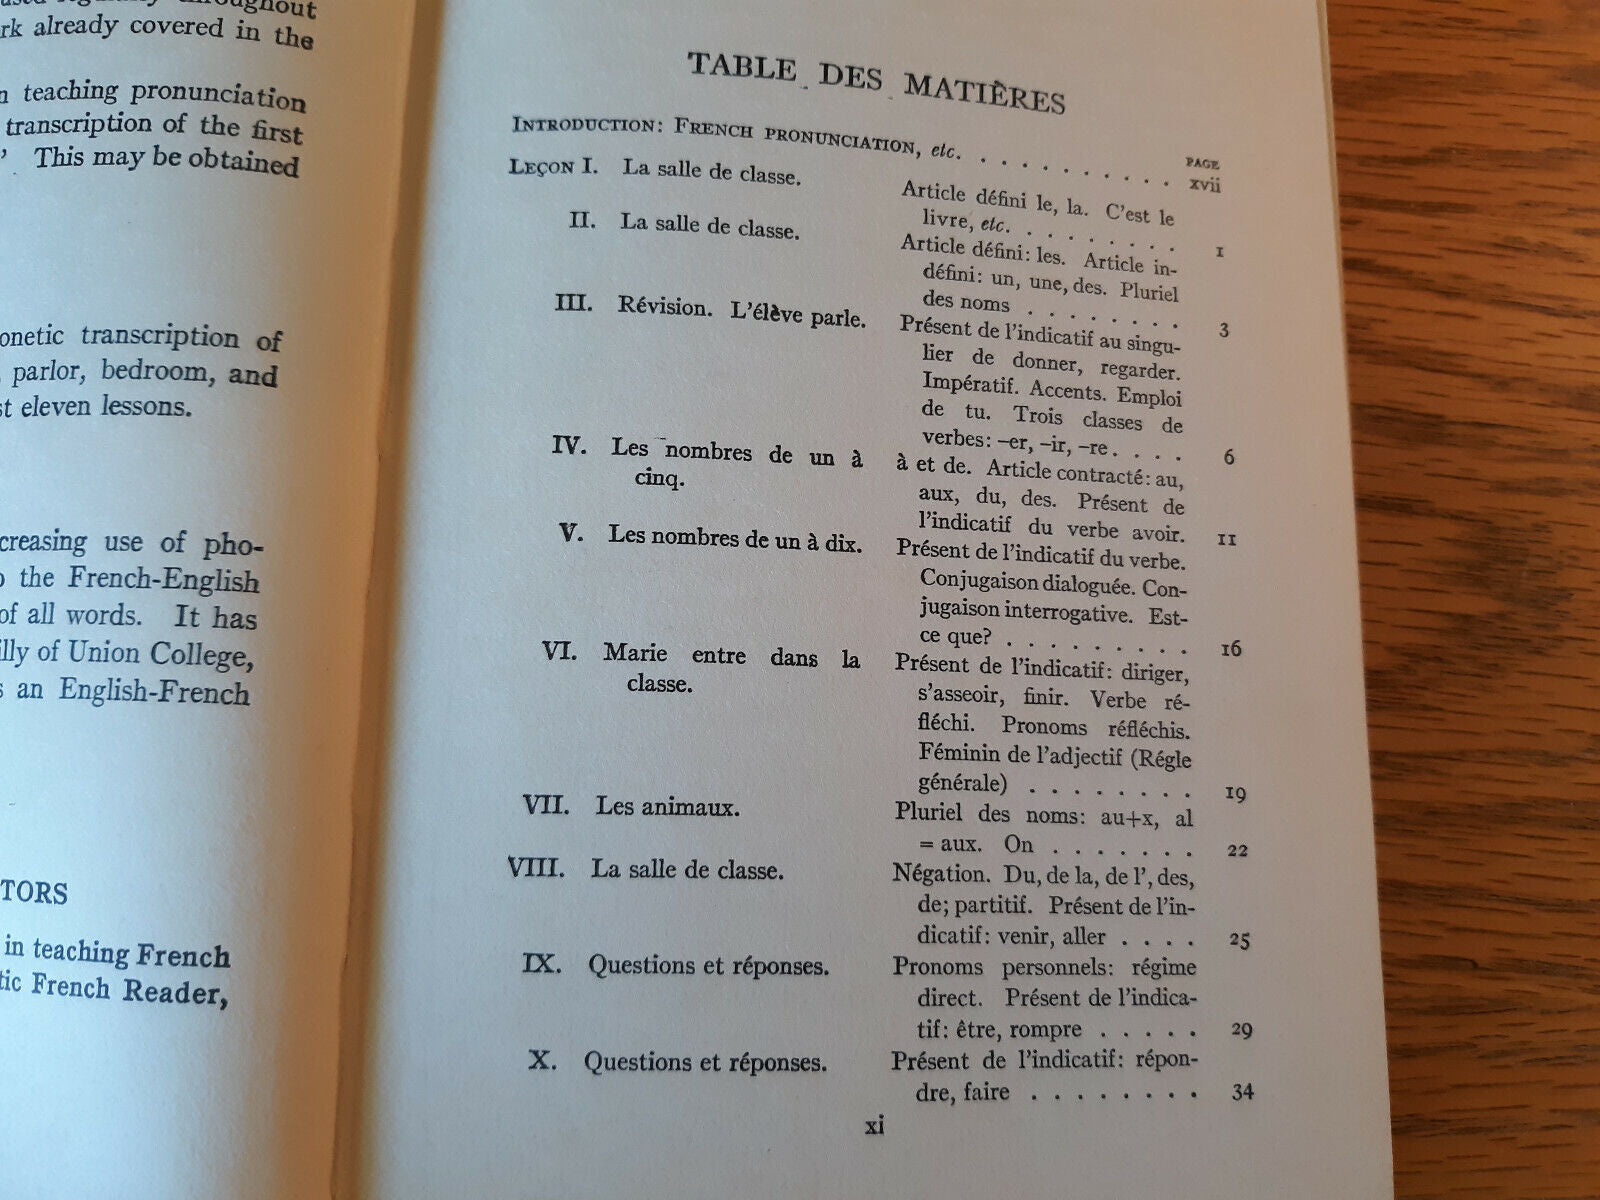 throughout
rk already covered in the
n teaching pronunciation
transcription of the first
’ This may be obtained
onetic transcription of
, parlor, bedroom, and
st eleven lessons.
creasing use of pho-
o the French-English
of all words. It has
illy of Union College,
s an English-French
TORS
in teaching French
tic French Reader,
TABLE DES MATIÈRES
PAGE
INTRODUCTION: FRENCH PRONUNCIATION, etc. . . . . . . . . . . xvii
LEÇON I. La salle de classe. Article défini le, la. C’est le
livre, etc. . . . . . . . . 1
II. La salle de classe. Article défini: les. Article in-
défini: un, une, des. Pluriel
des noms . . . . . . . . 3
III. Révision. L’élève parle. Présent de l’indicatif au singu-
lier de donner, regarder.
Impératif. Accents. Emploi
de tu. Trois classes de
verbes: –er, –ir, –re. . . . 6
IV. Les nombres de un à à et de. Article contracté: au,
cinq. aux, du, des. Présent de
l’indicatif du verbe avoir. 11
V. Les nombres de un à dix. Présent de l’indicatif du verbe.
Conjugaison dialoguée. Con-
jugaison interrogative. Est-
ce que? . . . . . . . . . 16
VI. Marie entre dans la Présent de l’indicatif: diriger,
classe. s’asseoir, finir. Verbe ré-
fléchi. Pronoms réfléchis.
Féminin de l’adjectif (Régle
générale) . . . . . . . . 19
VII. Les animaux. Pluriel des noms: au+x, al
= aux. On . . . . . . . 22
VIII. La salle de classe. Négation. Du, de la, de l’, des,
de; partitif. Présent de l’in-
dicatif: venir, aller . . . . 25
IX. Questions et réponses. Pronoms personnels: régime
direct. Présent de l’indica-
tif: être, rompre . . . . . 29
X. Questions et réponses. Présent de l’indicatif: répon-
dre, faire . . . . . . . . 34
xi